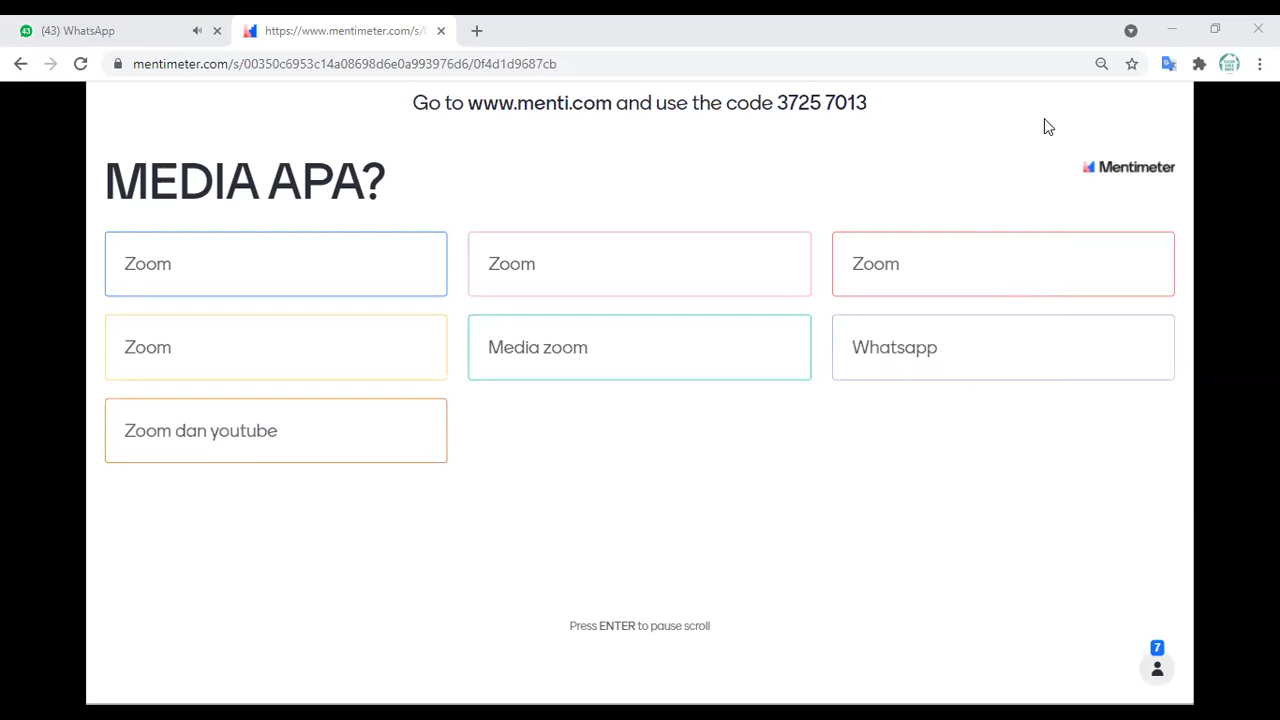 (43) WhatsApp
https://www.mentimeter.com/s/
mentimeter.com/s/00350c6953c14a08698d6e0a993976d6/0f4d1d9687cb
Go to www.menti.com and use the code 3725 7013
Mentimeter
MEDIA APA?
Zoom
Zoom
Zoom
Zoom
Media zoom
Whatsapp
Zoom dan youtube
Press ENTER to pause scroll
7